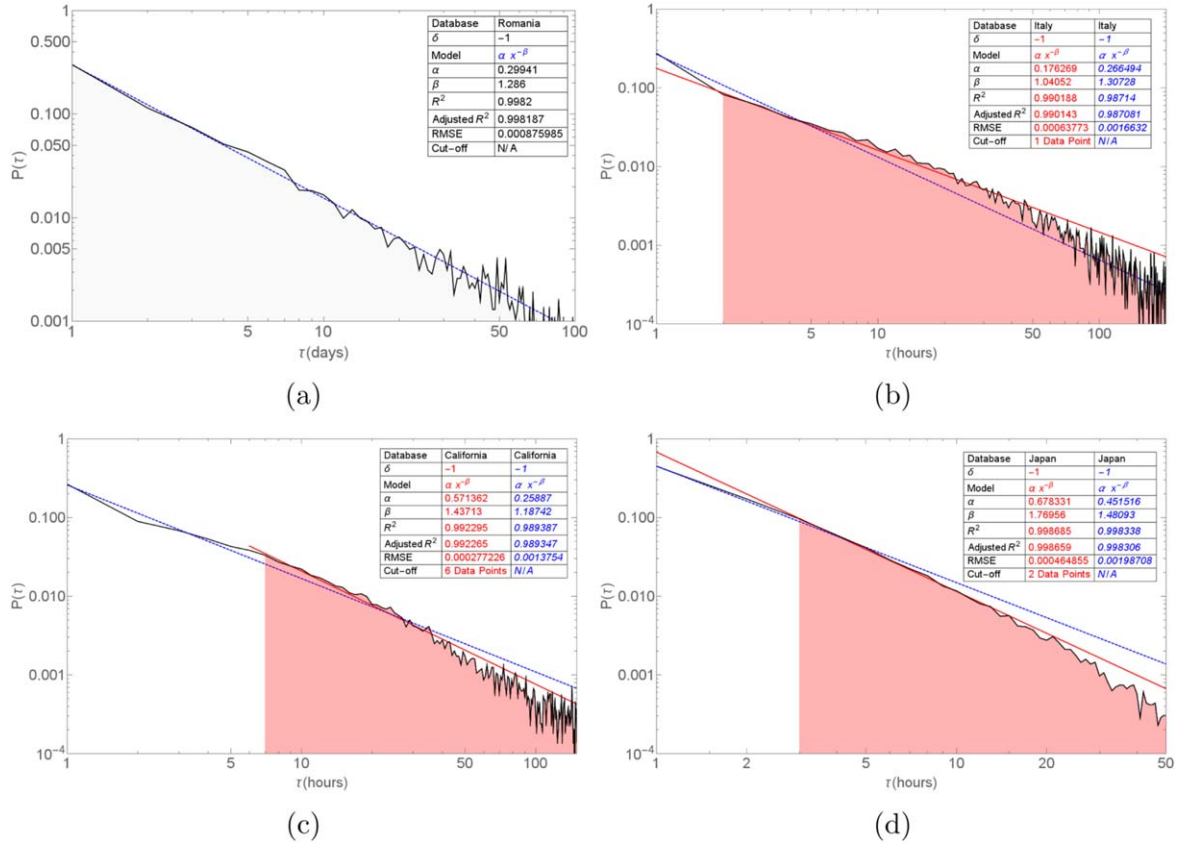 Database Romania
δ −1
Model α x^−β
α 0.29941
β 1.286
R² 0.9982
Adjusted R² 0.998187
RMSE 0.000875985
Cut-off N/A
P(τ)
1
0.500
0.100
0.050
0.010
0.005
0.001
1 5 10 50 100
τ(days)
(a)
Database Italy Italy
δ −1 −1
Model α x^−β α x^−β
α 0.176269 0.266494
β 1.04052 1.30728
R² 0.990188 0.98714
Adjusted R² 0.990143 0.987081
RMSE 0.00063773 0.0016632
Cut-off 1 Data Point N/A
P(τ)
1
0.100
0.010
0.001
10⁻⁴
1 5 10 50 100
τ(hours)
(b)
Database California California
δ −1 −1
Model α x^−β α x^−β
α 0.571362 0.25887
β 1.43713 1.18742
R² 0.992295 0.989387
Adjusted R² 0.992265 0.989347
RMSE 0.000277226 0.0013754
Cut-off 6 Data Points N/A
P(τ)
1
0.100
0.010
0.001
10⁻⁴
1 5 10 50 100
τ(hours)
(c)
Database Japan Japan
δ −1 −1
Model α x^−β α x^−β
α 0.678331 0.451516
β 1.76956 1.48093
R² 0.998685 0.998338
Adjusted R² 0.998659 0.998306
RMSE 0.000464855 0.00198708
Cut-off 2 Data Points N/A
P(τ)
1
0.100
0.010
0.001
10⁻⁴
1 2 5 10 20 50
τ(hours)
(d)